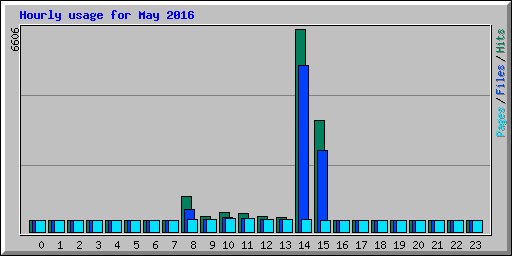 Hourly usage for May 2016
6606
Pages/Files/Hits
0 1 2 3 4 5 6 7 8 9 10 11 12 13 14 15 16 17 18 19 20 21 22 23